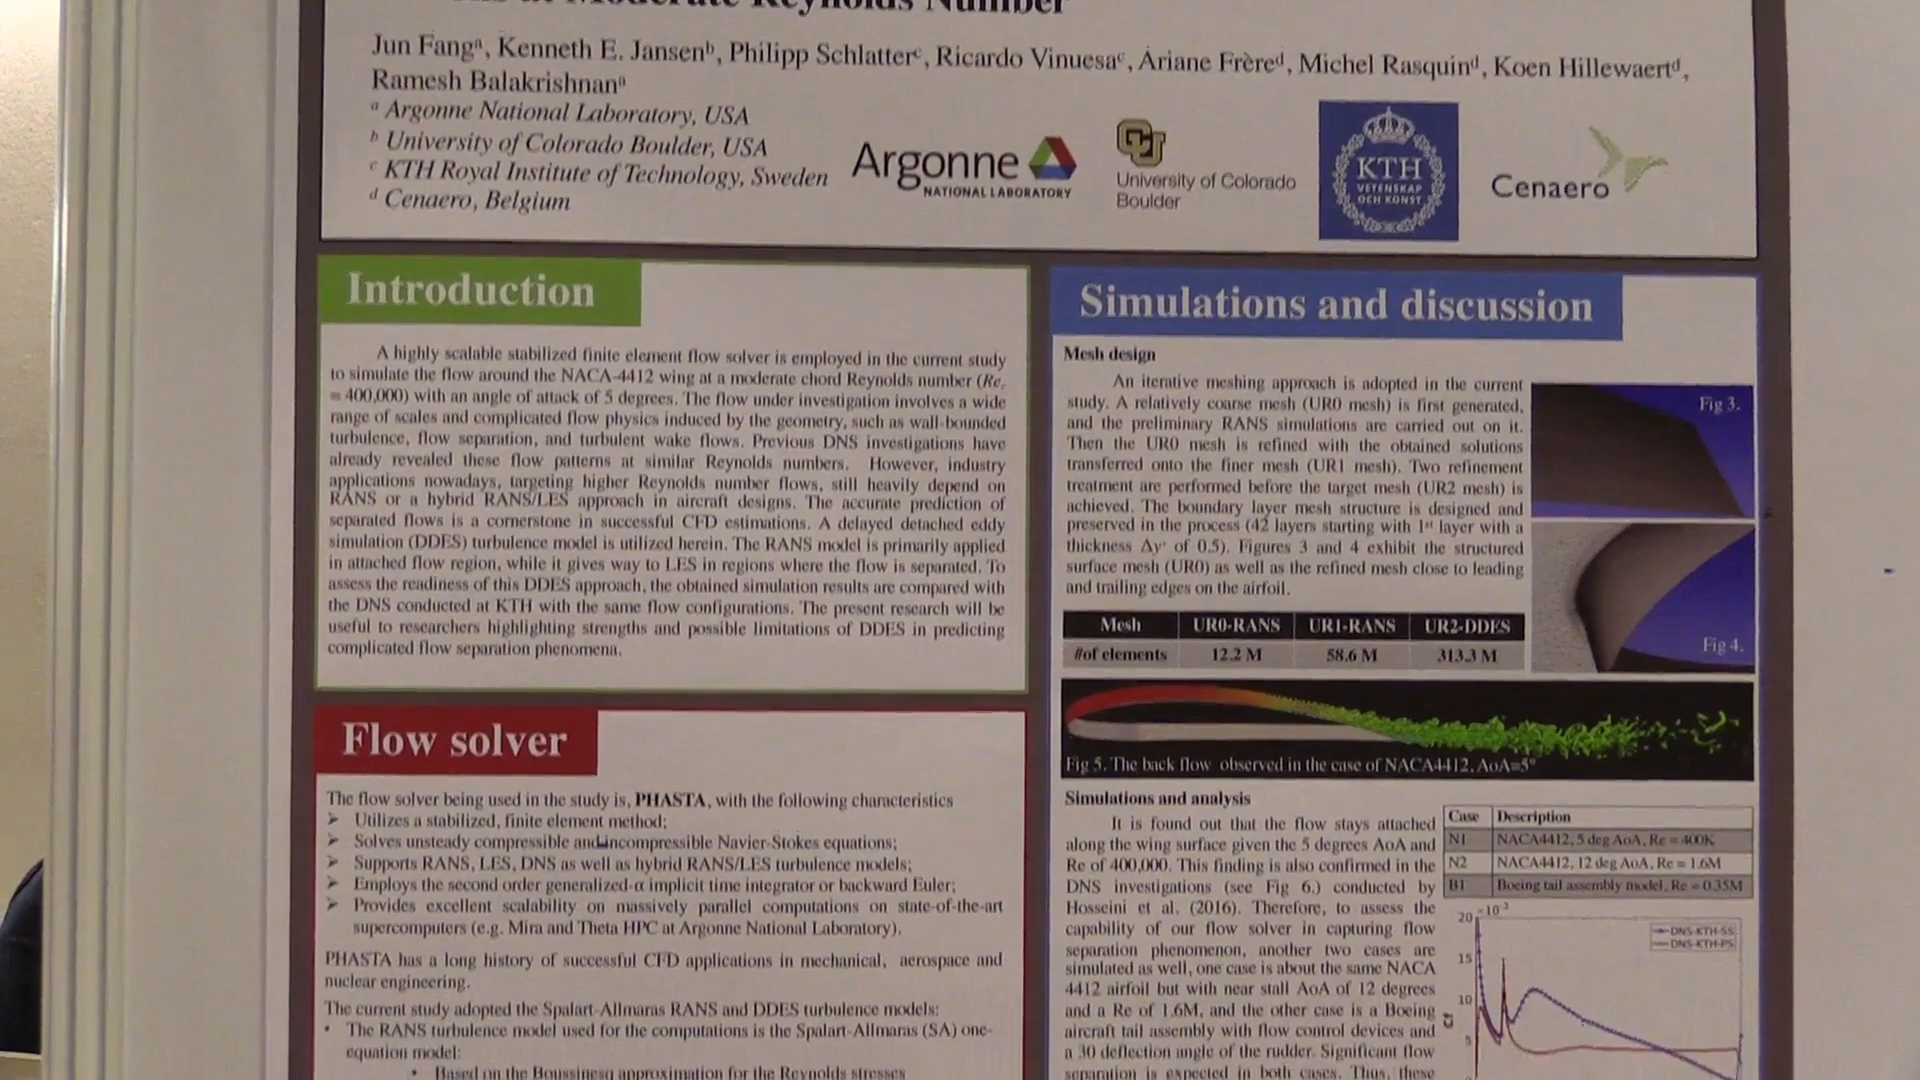 at Moderate Reynolds Number
Jun Fangᵃ, Kenneth E. Jansenᵇ, Philipp Schlatterᶜ, Ricardo Vinuesaᶜ, Ariane Frèreᵈ, Michel Rasquinᵈ, Koen Hillewaertᵈ,
Ramesh Balakrishnanᵃ
ᵃ Argonne National Laboratory, USA
ᵇ University of Colorado Boulder, USA
ᶜ KTH Royal Institute of Technology, Sweden
ᵈ Cenaero, Belgium
Argonne
NATIONAL LABORATORY
CU
University of Colorado
Boulder
KTH
VETENSKAP
OCH KONST
Cenaero
Introduction
A highly scalable stabilized finite element flow solver is employed in the current study
to simulate the flow around the NACA-4412 wing at a moderate chord Reynolds number (Re꜀
= 400,000) with an angle of attack of 5 degrees. The flow under investigation involves a wide
range of scales and complicated flow physics induced by the geometry, such as wall-bounded
turbulence, flow separation, and turbulent wake flows. Previous DNS investigations have
already revealed these flow patterns at similar Reynolds numbers. However, industry
applications nowadays, targeting higher Reynolds number flows, still heavily depend on
RANS or a hybrid RANS/LES approach in aircraft designs. The accurate prediction of
separated flows is a cornerstone in successful CFD estimations. A delayed detached eddy
simulation (DDES) turbulence model is utilized herein. The RANS model is primarily applied
in attached flow region, while it gives way to LES in regions where the flow is separated. To
assess the readiness of this DDES approach, the obtained simulation results are compared with
the DNS conducted at KTH with the same flow configurations. The present research will be
useful to researchers highlighting strengths and possible limitations of DDES in predicting
complicated flow separation phenomena.
Flow solver
The flow solver being used in the study is, PHASTA, with the following characteristics
➤ Utilizes a stabilized, finite element method;
➤ Solves unsteady compressible and incompressible Navier-Stokes equations;
➤ Supports RANS, LES, DNS as well as hybrid RANS/LES turbulence models;
➤ Employs the second order generalized-α implicit time integrator or backward Euler;
➤ Provides excellent scalability on massively parallel computations on state-of-the-art
supercomputers (e.g. Mira and Theta HPC at Argonne National Laboratory).
PHASTA has a long history of successful CFD applications in mechanical, aerospace and
nuclear engineering.
The current study adopted the Spalart-Allmaras RANS and DDES turbulence models:
• The RANS turbulence model used for the computations is the Spalart-Allmaras (SA) one-
equation model:
• Based on the Boussinesq approximation for the Reynolds stresses
Simulations and discussion
Mesh design
An iterative meshing approach is adopted in the current
study. A relatively coarse mesh (UR0 mesh) is first generated,
and the preliminary RANS simulations are carried out on it.
Then the UR0 mesh is refined with the obtained solutions
transferred onto the finer mesh (UR1 mesh). Two refinement
treatment are performed before the target mesh (UR2 mesh) is
achieved. The boundary layer mesh structure is designed and
preserved in the process (42 layers starting with 1ˢᵗ layer with a
thickness Δy⁺ of 0.5). Figures 3 and 4 exhibit the structured
surface mesh (UR0) as well as the refined mesh close to leading
and trailing edges on the airfoil.
Fig 3.
Fig 4.
Mesh UR0-RANS UR1-RANS UR2-DDES
#of elements 12.2 M 58.6 M 313.3 M
Fig 5. The back flow observed in the case of NACA4412, AoA=5°
Simulations and analysis
It is found out that the flow stays attached
along the wing surface given the 5 degrees AoA and
Re of 400,000. This finding is also confirmed in the
DNS investigations (see Fig 6.) conducted by
Hosseini et al. (2016). Therefore, to assess the
capability of our flow solver in capturing flow
separation phenomenon, another two cases are
simulated as well, one case is about the same NACA
4412 airfoil but with near stall AoA of 12 degrees
and a Re of 1.6M, and the other case is a Boeing
aircraft tail assembly with flow control devices and
a 30 deflection angle of the rudder. Significant flow
separation is expected in both cases. Thus, these
Case Description
N1 NACA4412, 5 deg AoA, Re = 400K
N2 NACA4412, 12 deg AoA, Re = 1.6M
B1 Boeing tail assembly model, Re = 0.35M
20 ×10⁻³
DNS-KTH-SS
DNS-KTH-PS
15
10
Cf
5